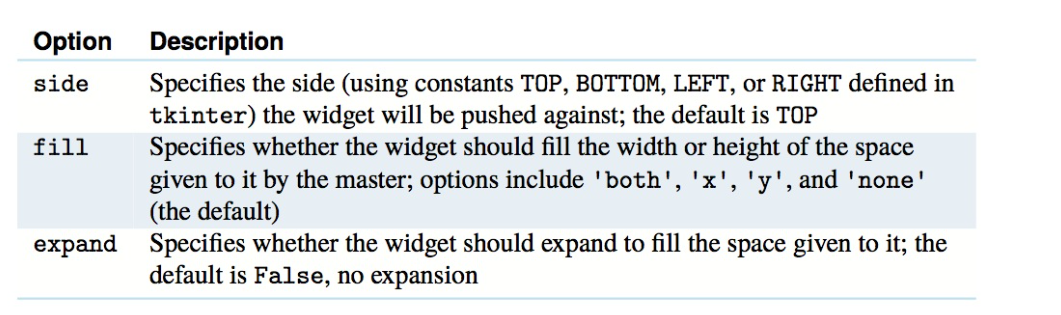 Option Description
side Specifies the side (using constants TOP, BOTTOM, LEFT, or RIGHT defined in
tkinter) the widget will be pushed against; the default is TOP
fill Specifies whether the widget should fill the width or height of the space
given to it by the master; options include 'both', 'x', 'y', and 'none'
(the default)
expand Specifies whether the widget should expand to fill the space given to it; the
default is False, no expansion